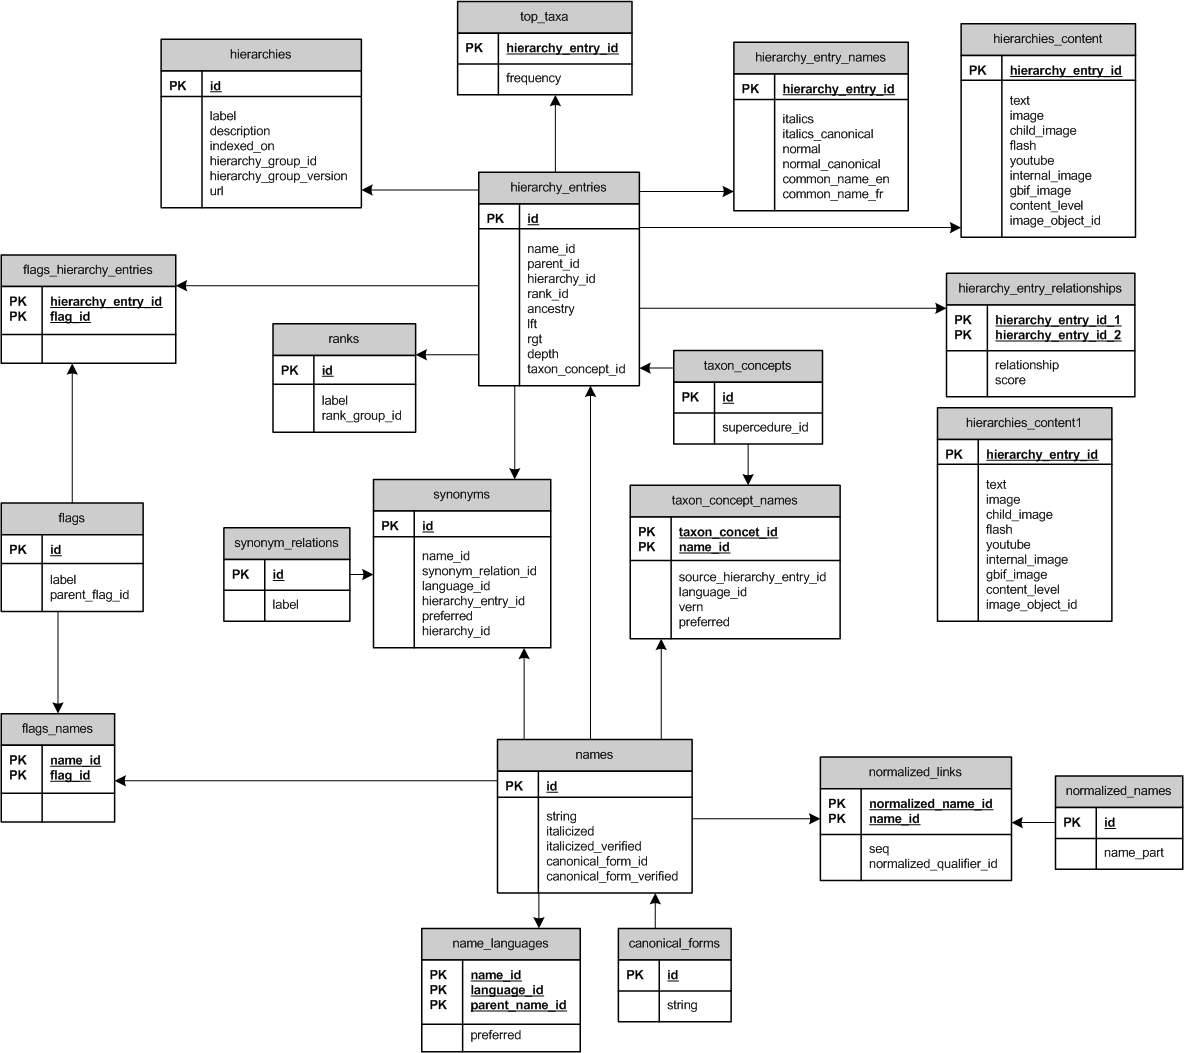 top_taxa
PK hierarchy_entry_id
frequency
hierarchies
PK id
label
description
indexed_on
hierarchy_group_id
hierarchy_group_version
url
hierarchy_entry_names
PK hierarchy_entry_id
italics
italics_canonical
normal
normal_canonical
common_name_en
common_name_fr
hierarchies_content
PK hierarchy_entry_id
text
image
child_image
flash
youtube
internal_image
gbif_image
content_level
image_object_id
hierarchy_entries
PK id
name_id
parent_id
hierarchy_id
rank_id
ancestry
lft
rgt
depth
taxon_concept_id
flags_hierarchy_entries
PK hierarchy_entry_id
PK flag_id
hierarchy_entry_relationships
PK hierarchy_entry_id_1
PK hierarchy_entry_id_2
relationship
score
ranks
PK id
label
rank_group_id
taxon_concepts
PK id
supercedure_id
hierarchies_content1
PK hierarchy_entry_id
text
image
child_image
flash
youtube
internal_image
gbif_image
content_level
image_object_id
flags
PK id
label
parent_flag_id
synonym_relations
PK id
label
synonyms
PK id
name_id
synonym_relation_id
language_id
hierarchy_entry_id
preferred
hierarchy_id
taxon_concept_names
PK taxon_concet_id
PK name_id
source_hierarchy_entry_id
language_id
vern
preferred
flags_names
PK name_id
PK flag_id
names
PK id
string
italicized
italicized_verified
canonical_form_id
canonical_form_verified
normalized_links
PK normalized_name_id
PK name_id
seq
normalized_qualifier_id
normalized_names
PK id
name_part
name_languages
PK name_id
PK language_id
PK parent_name_id
preferred
canonical_forms
PK id
string